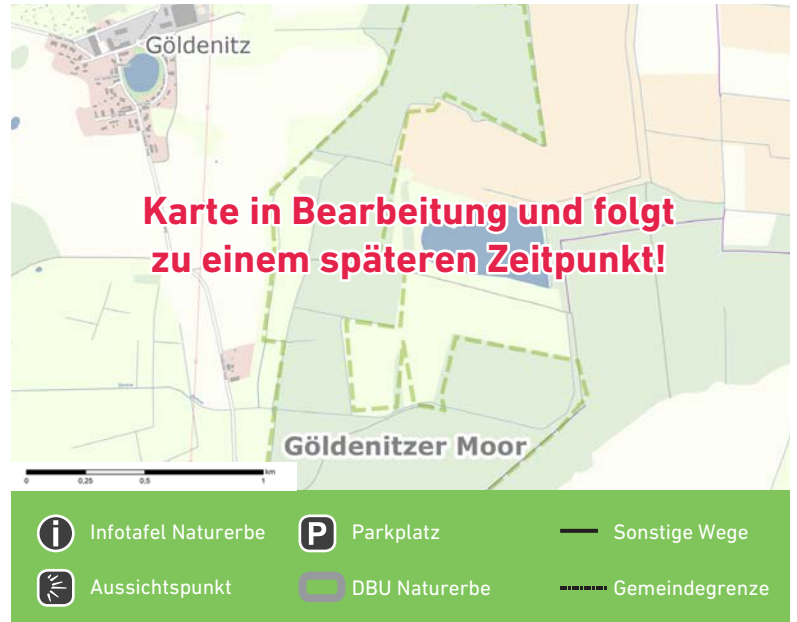 Göldenitz
Karte in Bearbeitung und folgt
zu einem späteren Zeitpunkt!
Göldenitzer Moor
km
0 0,25 0,5 1
Infotafel Naturerbe
P Parkplatz
Sonstige Wege
Aussichtspunkt
DBU Naturerbe
Gemeindegrenze